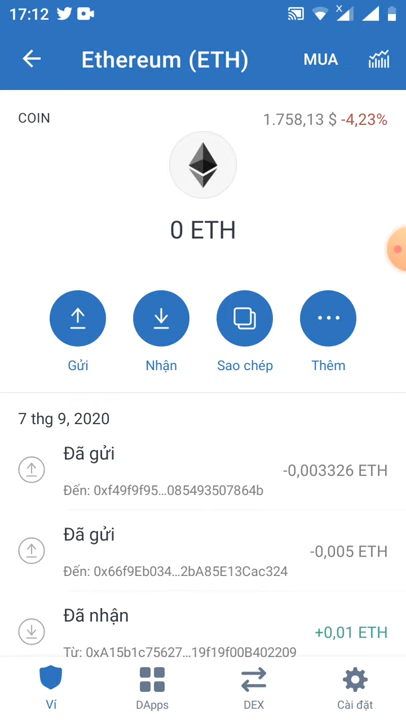 17:12
Ethereum (ETH)
MUA
COIN
1.758,13 $ -4,23%
0 ETH
Gửi
Nhận
Sao chép
Thêm
7 thg 9, 2020
Đã gửi
-0,003326 ETH
Đến: 0xf49f9f95...085493507864b
Đã gửi
-0,005 ETH
Đến: 0x66f9Eb034...2bA85E13Cac324
Đã nhận
+0,01 ETH
Từ: 0xA15b1c75627...19f19f00B402209
Ví
DApps
DEX
Cài đặt